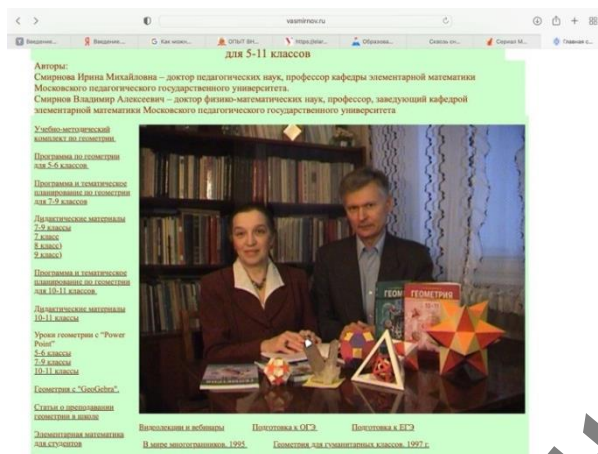 vasmirnov.ru
Введение...
Введение...
Как можн...
ОПЫТ ВН...
Образова...
Сквозь сн...
Сериал М...
Главная с...
для 5-11 классов
Авторы:
Смирнова Ирина Михайловна – доктор педагогических наук, профессор кафедры элементарной математики
Московского педагогического государственного университета.
Смирнов Владимир Алексеевич – доктор физико-математических наук, профессор, заведующий кафедрой
элементарной математики Московского педагогического государственного университета
Учебно-методический
комплект по геометрии
Программа по геометрии
для 5-6 классов
Программа и тематическое
планирование по геометрии
для 7-9 классов
Дидактические материалы
7-9 классы
7 класс
8 класс)
9 класс)
Программа и тематическое
планирование по геометрии
для 10-11 классов
Дидактические материалы
10-11 классы
Уроки геометрии с "Power
Point"
5-6 классы
7-9 классы
10-11 классы
Геометрия с "GeoGebra".
Статьи о преподавании
геометрии в школе
Элементарная математика
для студентов
ГЕОМ
ГЕОМЕТРИЯ
Видеолекции и вебинары Подготовка к ОГЭ Подготовка к ЕГЭ
В мире многогранников. 1995 Геометрия для гуманитарных классов. 1997 г.